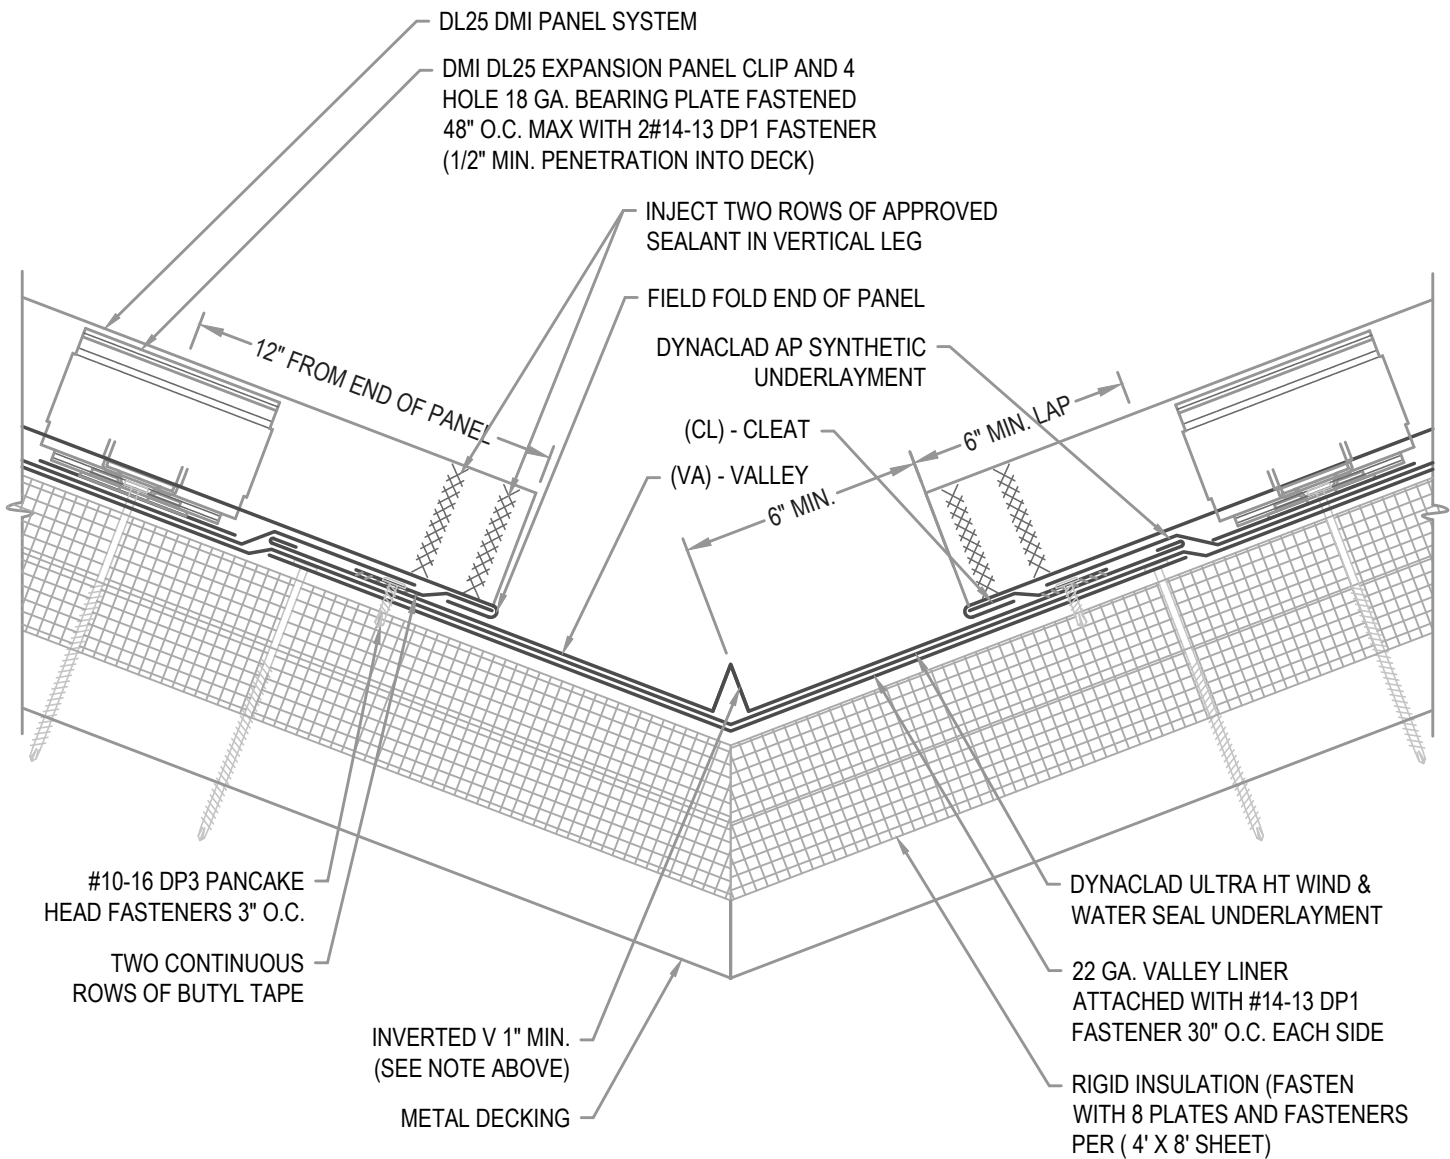 DL25 DMI PANEL SYSTEM
DMI DL25 EXPANSION PANEL CLIP AND 4
HOLE 18 GA. BEARING PLATE FASTENED
48" O.C. MAX WITH 2#14-13 DP1 FASTENER
(1/2" MIN. PENETRATION INTO DECK)
INJECT TWO ROWS OF APPROVED
SEALANT IN VERTICAL LEG
FIELD FOLD END OF PANEL
DYNACLAD AP SYNTHETIC
UNDERLAYMENT
12" FROM END OF PANEL
6" MIN. LAP
(CL) - CLEAT
(VA) - VALLEY
6" MIN.
#10-16 DP3 PANCAKE
HEAD FASTENERS 3" O.C.
TWO CONTINUOUS
ROWS OF BUTYL TAPE
INVERTED V 1" MIN.
(SEE NOTE ABOVE)
METAL DECKING
DYNACLAD ULTRA HT WIND &
WATER SEAL UNDERLAYMENT
22 GA. VALLEY LINER
ATTACHED WITH #14-13 DP1
FASTENER 30" O.C. EACH SIDE
RIGID INSULATION (FASTEN
WITH 8 PLATES AND FASTENERS
PER ( 4' X 8' SHEET)